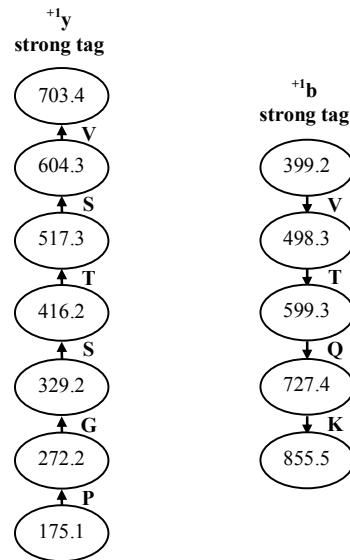 +1y
strong tag
703.4
V
604.3
S
517.3
T
416.2
S
329.2
G
272.2
P
175.1
+1b
strong tag
399.2
V
498.3
T
599.3
Q
727.4
K
855.5